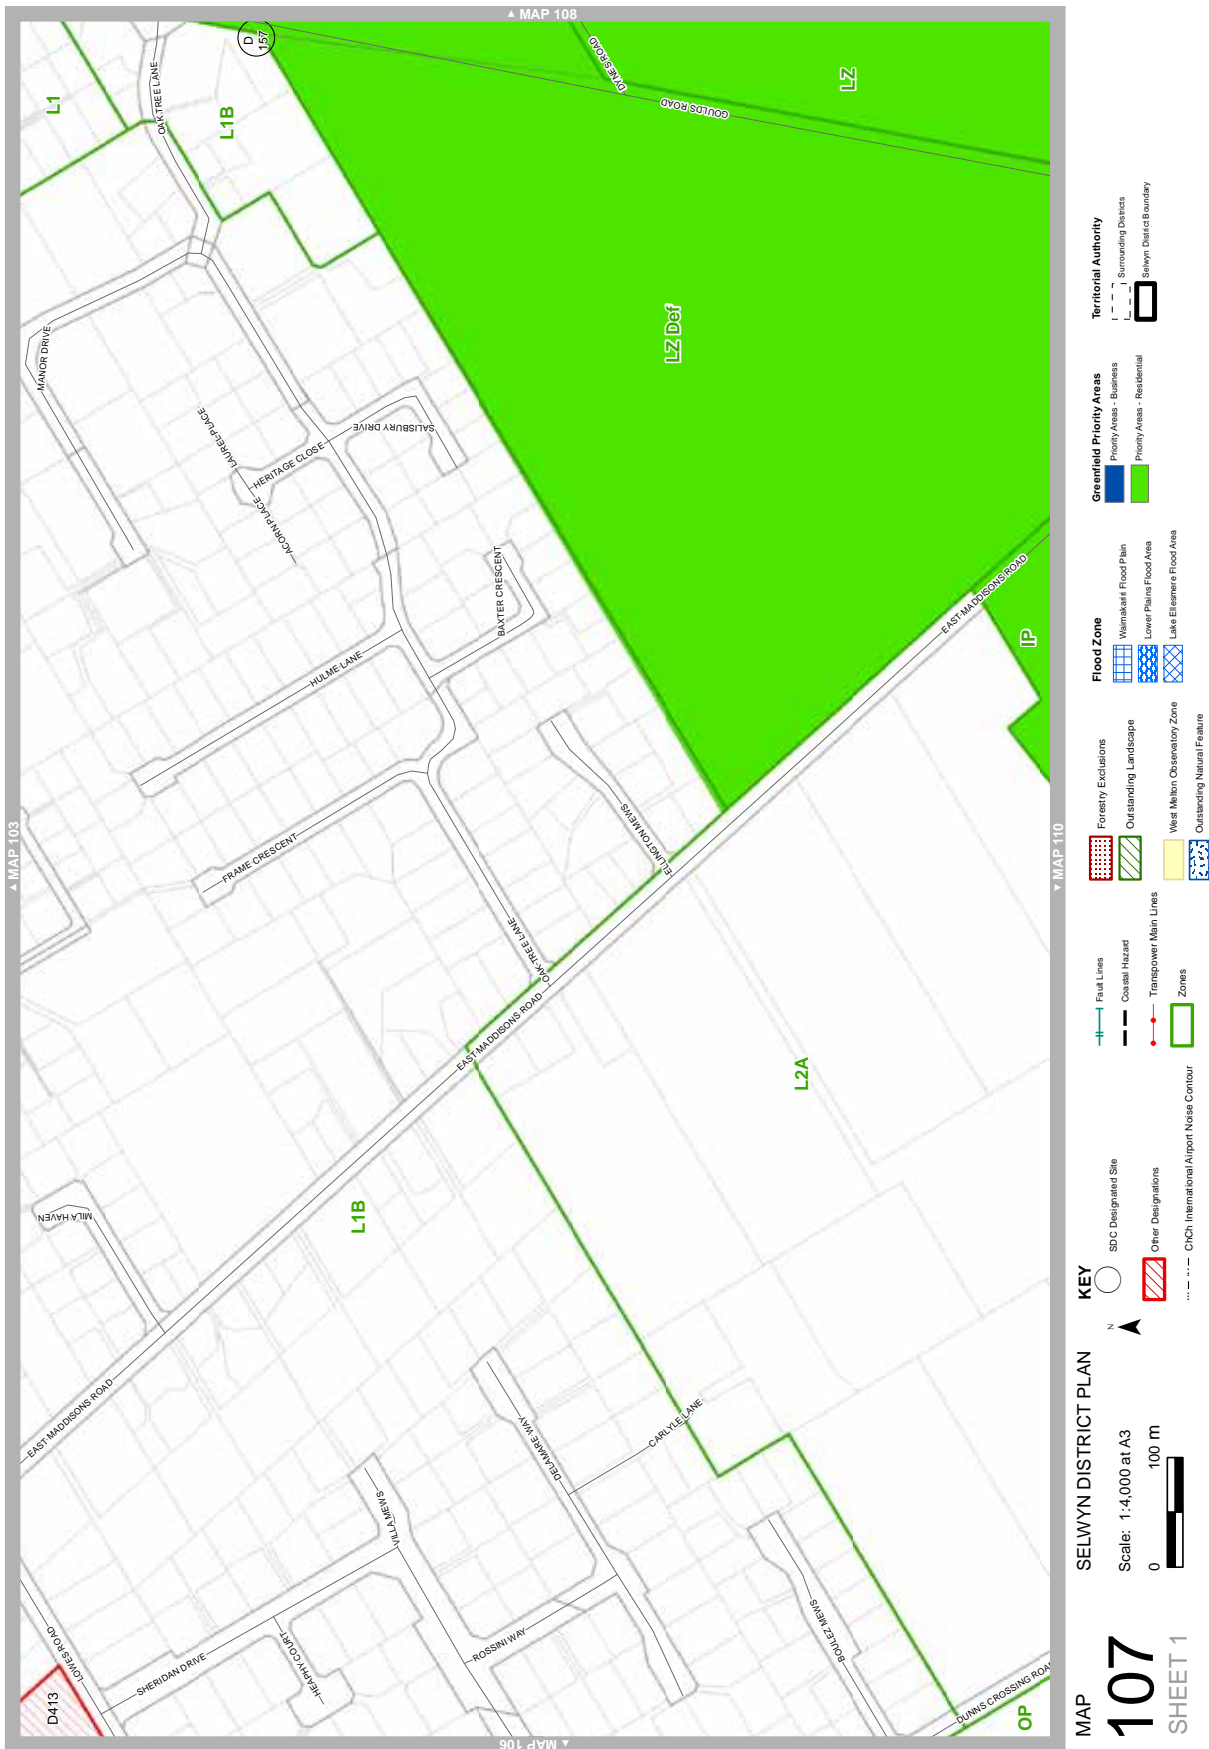 MAP 108
MAP 103
MAP 110
MAP 106
L1
OAK TREE LANE
D
157
L1B
DYNES ROAD
GOULDS ROAD
LZ
LZ Def
MANOR DRIVE
LAUREL PLACE
HERITAGE CLOSE
SALISBURY DRIVE
ACORN PLACE
BAXTER CRESCENT
HULME LANE
EAST MADDISONS ROAD
IP
FRAME CRESCENT
ELLINGTON MEWS
OAK TREE LANE
EAST MADDISONS ROAD
L2A
MILA HAVEN
L1B
EAST MADDISONS ROAD
CARLYLE LANE
DELAMARE WAY
VILLA MEWS
ROSSINI WAY
BOULEZ MEWS
LOWES ROAD
SHERIDAN DRIVE
HEAPHY COURT
D413
DUNNS CROSSING ROAD
OP
MAP
107
SHEET 1
SELWYN DISTRICT PLAN
Scale: 1:4,000 at A3
0 100 m
N
KEY
SDC Designated Site
Other Designations
ChCh International Airport Noise Contour
Fault Lines
Coastal Hazard
Transpower Main Lines
Zones
Forestry Exclusions
Outstanding Landscape
West Melton Observatory Zone
Outstanding Natural Feature
Flood Zone
Waimakariri Flood Plain
Lower Plains Flood Area
Lake Ellesmere Flood Area
Greenfield Priority Areas
Priority Areas - Business
Priority Areas - Residential
Territorial Authority
Surrounding Districts
Selwyn District Boundary